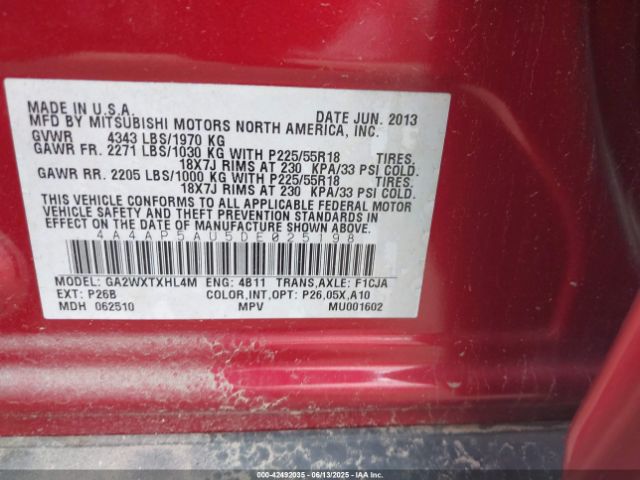 MADE IN U.S.A. DATE JUN. 2013
MFD BY MITSUBISHI MOTORS NORTH AMERICA, INC.
GVWR 4343 LBS/1970 KG
GAWR FR. 2271 LBS/1030 KG WITH P225/55R18 TIRES.
18X7J RIMS AT 230 KPA/33 PSI COLD.
GAWR RR. 2205 LBS/1000 KG WITH P225/55R18 TIRES.
18X7J RIMS AT 230 KPA/33 PSI COLD.
THIS VEHICLE CONFORMS TO ALL APPLICABLE FEDERAL MOTOR
VEHICLE SAFETY AND THEFT PREVENTION STANDARDS IN
EFFECT ON THE DATE OF MANUFACTURE SHOWN ABOVE.
4A4AP5AU5DE025198
MODEL: GA2WXTXHL4M ENG: 4B11 TRANS,AXLE: F1CJA
EXT: P26B COLOR,INT,OPT: P26,05X,A10
MDH 062510 MPV MU001602
000-42492035 - 06/13/2025 - IAAI.COM